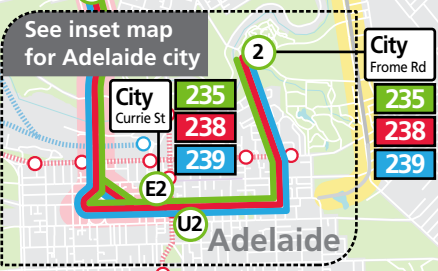 See inset map
for Adelaide city
2
City
Frome Rd
235
238
239
City
Currie St
235
238
239
E2
U2
Adelaide